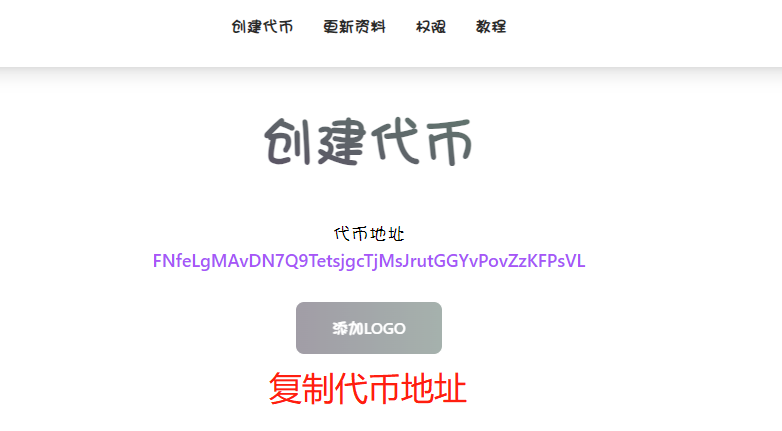 创建代币 更新资料 权限 教程
创建代币
代币地址
FNfeLgMAvDN7Q9TetsjgcTjMsJrutGGYvPovZzKFPsVL
添加LOGO
复制代币地址